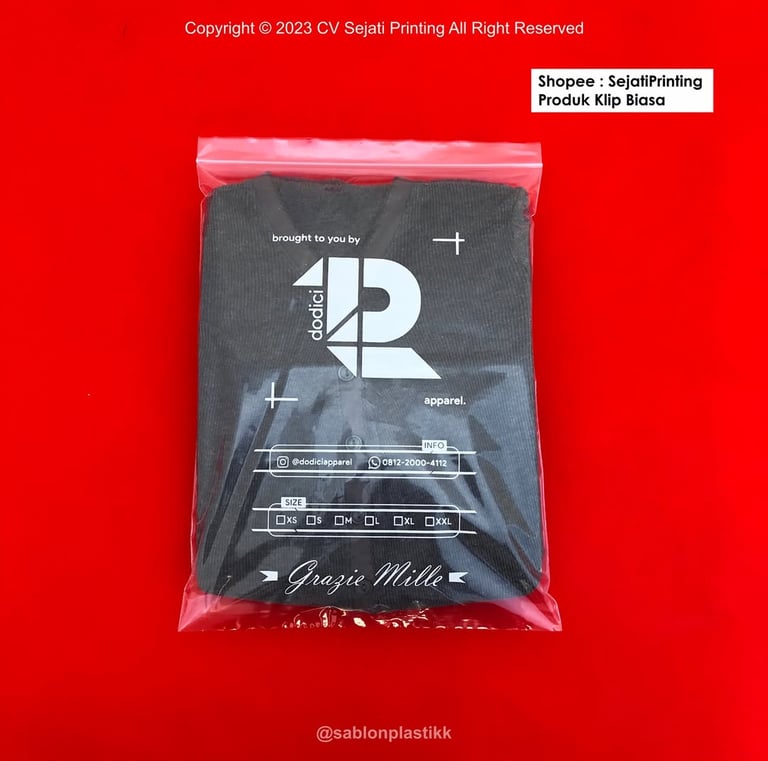 Copyright © 2023 CV Sejati Printing All Right Reserved
Shopee : SejatiPrinting
Produk Klip Biasa
brought to you by
dodici
apparel.
INFO
@dodiciapparel 0812-2000-4112
SIZE
XS S M L XL XXL
Grazie Mille
@sablonplastikk